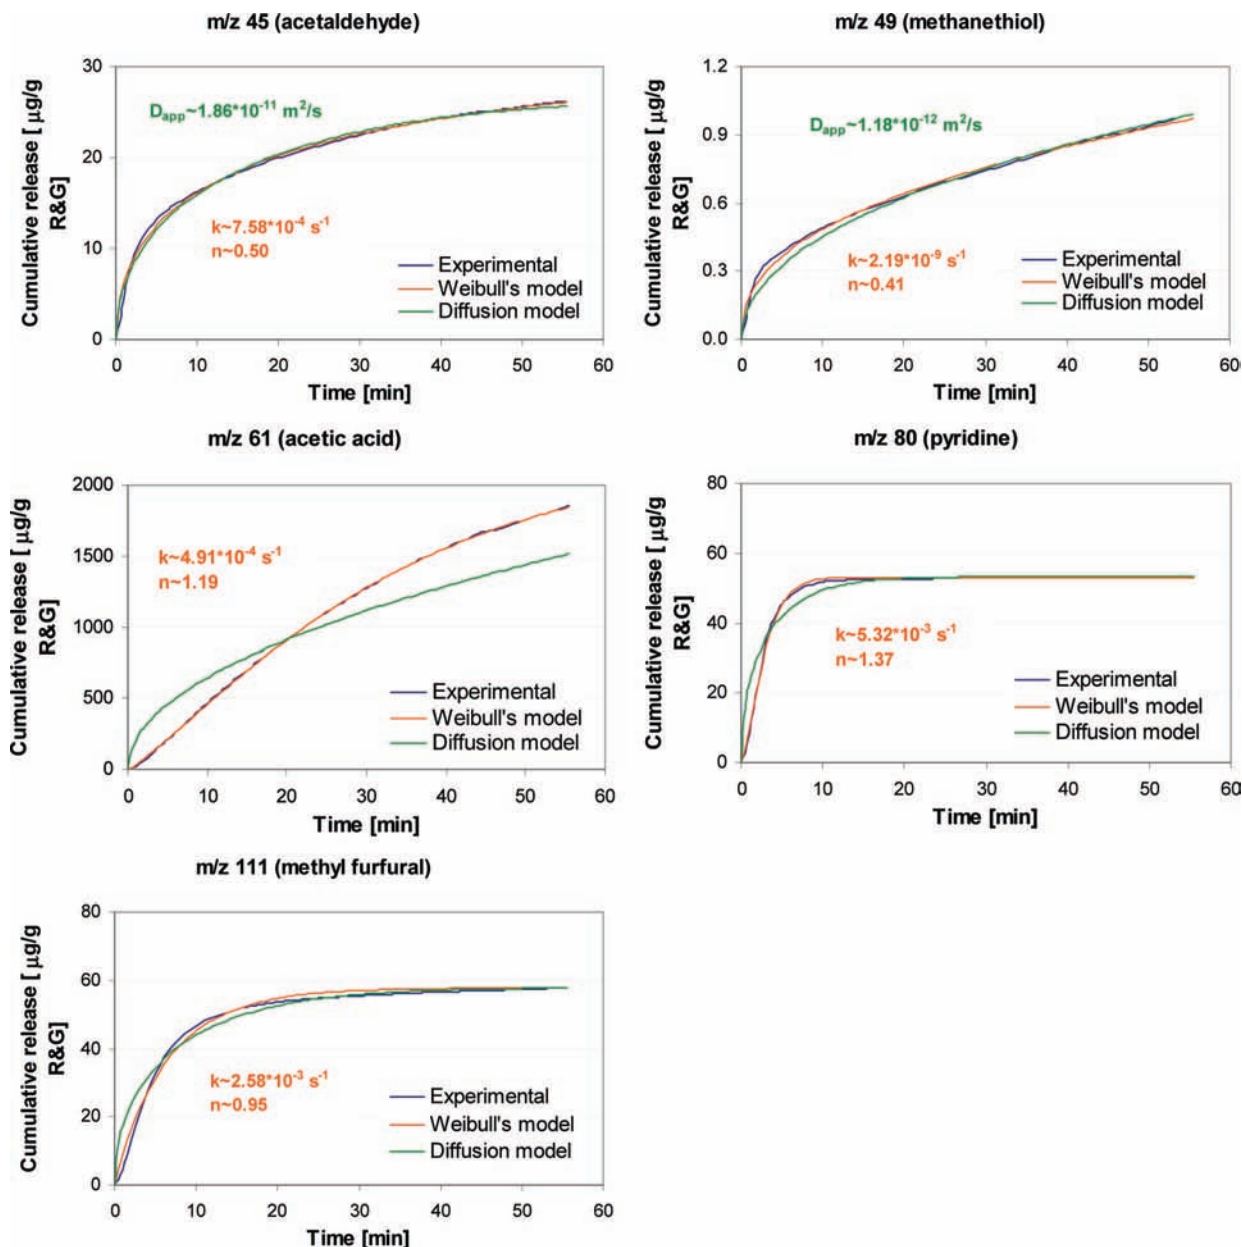 m/z 45 (acetaldehyde)
Cumulative release [ μg/g
R&G]
30
20
10
0
D_app~1.86*10⁻¹¹ m²/s
k~7.58*10⁻⁴ s⁻¹
n~0.50
Experimental
Weibull's model
Diffusion model
0 10 20 30 40 50 60
Time [min]
m/z 49 (methanethiol)
Cumulative release [ μg/g
R&G]
1.2
0.9
0.6
0.3
0.0
D_app~1.18*10⁻¹² m²/s
k~2.19*10⁻⁹ s⁻¹
n~0.41
Experimental
Weibull's model
Diffusion model
0 10 20 30 40 50 60
Time [min]
m/z 61 (acetic acid)
Cumulative release [ μg/g
R&G]
2000
1500
1000
500
0
k~4.91*10⁻⁴ s⁻¹
n~1.19
Experimental
Weibull's model
Diffusion model
0 10 20 30 40 50 60
Time [min]
m/z 80 (pyridine)
Cumulative release [ μg/g
R&G]
80
60
40
20
0
k~5.32*10⁻³ s⁻¹
n~1.37
Experimental
Weibull's model
Diffusion model
0 10 20 30 40 50 60
Time [min]
m/z 111 (methyl furfural)
Cumulative release [ μg/g
R&G]
80
60
40
20
0
k~2.58*10⁻³ s⁻¹
n~0.95
Experimental
Weibull's model
Diffusion model
0 10 20 30 40 50 60
Time [min]